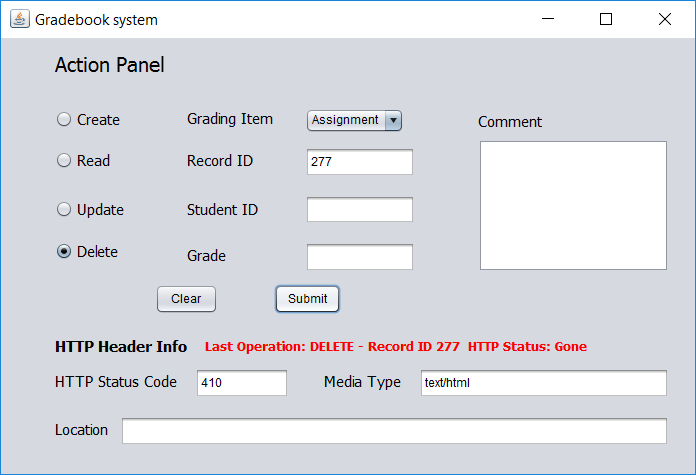 Gradebook system
Action Panel
Create Grading Item Assignment Comment
Read Record ID 277
Update Student ID
Delete Grade
Clear Submit
HTTP Header Info Last Operation: DELETE - Record ID 277 HTTP Status: Gone
HTTP Status Code 410 Media Type text/html
Location